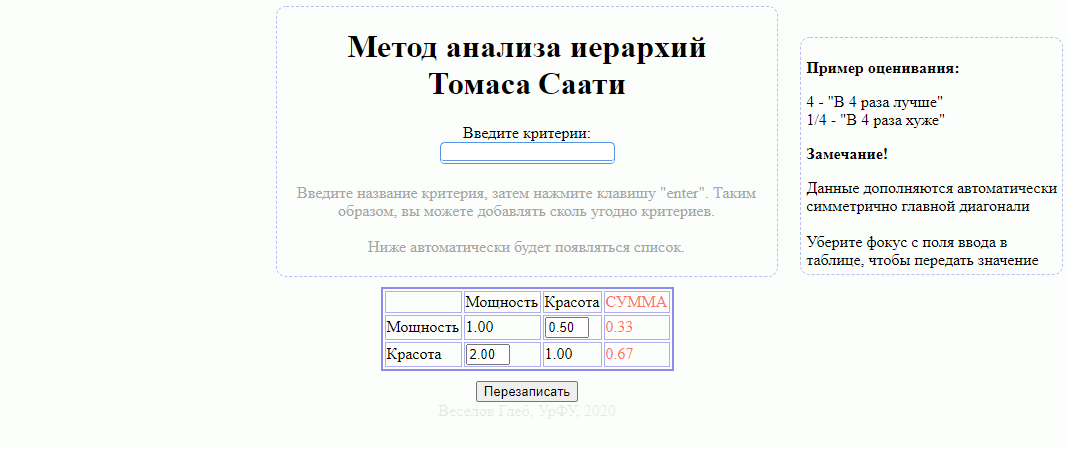 Метод анализа иерархий
Томаса Саати
Введите критерии:
Введите название критерия, затем нажмите клавишу "enter". Таким
образом, вы можете добавлять сколь угодно критериев.
Ниже автоматически будет появляться список.
Пример оценивания:
4 - "В 4 раза лучше"
1/4 - "В 4 раза хуже"
Замечание!
Данные дополняются автоматически
симметрично главной диагонали
Уберите фокус с поля ввода в
таблице, чтобы передать значение
Мощность Красота СУММА
Мощность 1.00 0.50 0.33
Красота 2.00 1.00 0.67
Перезаписать
Веселов Глеб, УрФУ, 2020